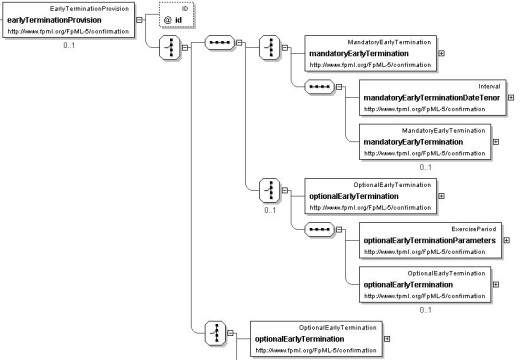 EarlyTerminationProvision
earlyTerminationProvision
http://www.fpml.org/FpML-5/confirmation
0..1
ID
@ id
MandatoryEarlyTermination
mandatoryEarlyTermination
http://www.fpml.org/FpML-5/confirmation
Interval
mandatoryEarlyTerminationDateTenor
http://www.fpml.org/FpML-5/confirmation
MandatoryEarlyTermination
mandatoryEarlyTermination
http://www.fpml.org/FpML-5/confirmation
0..1
OptionalEarlyTermination
optionalEarlyTermination
http://www.fpml.org/FpML-5/confirmation
0..1
ExercisePeriod
optionalEarlyTerminationParameters
http://www.fpml.org/FpML-5/confirmation
OptionalEarlyTermination
optionalEarlyTermination
http://www.fpml.org/FpML-5/confirmation
0..1
OptionalEarlyTermination
optionalEarlyTermination
http://www.fpml.org/FpML-5/confirmation